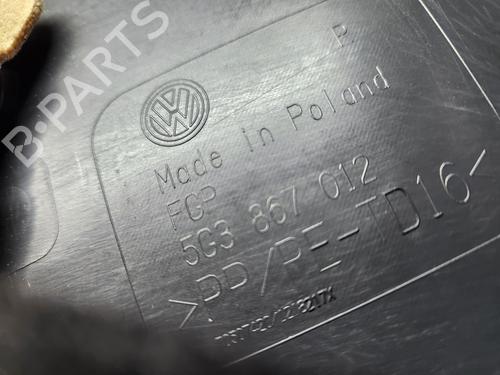 B-PARTS
R
Made in Poland
FGP
5G3 867 012
>PP/PE-TD16<